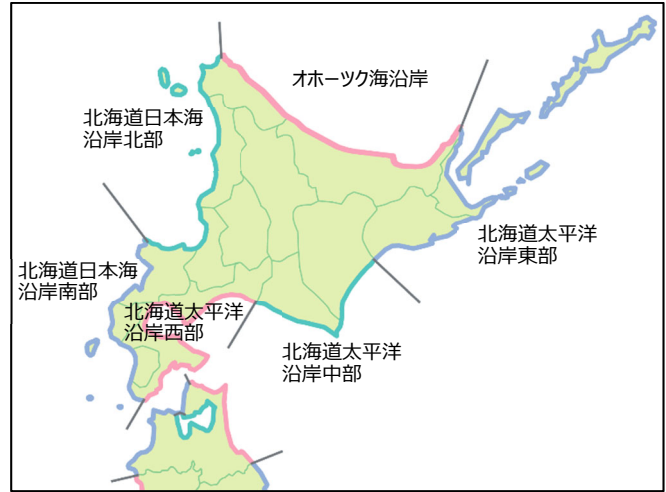 オホーツク海沿岸
北海道日本海
沿岸北部
北海道太平洋
沿岸東部
北海道日本海
沿岸南部
北海道太平洋
沿岸西部
北海道太平洋
沿岸中部